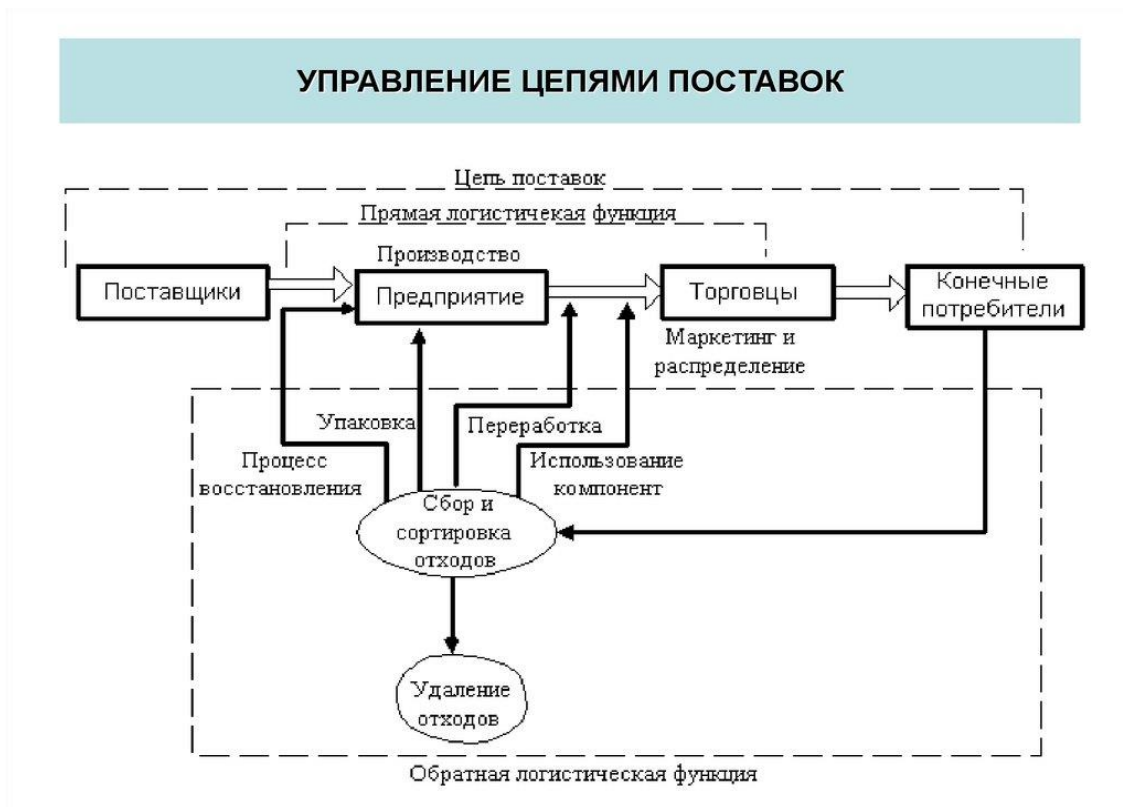 УПРАВЛЕНИЕ ЦЕПЯМИ ПОСТАВОК
Цепь поставок
Прямая логистичекая функция
Производство
Поставщики
Предприятие
Торговцы
Конечные
потребители
Маркетинг и
распределение
Упаковка
Переработка
Процесс
восстановления
Использование
компонент
Сбор и
сортировка
отходов
Удаление
отходов
Обратная логистическая функция